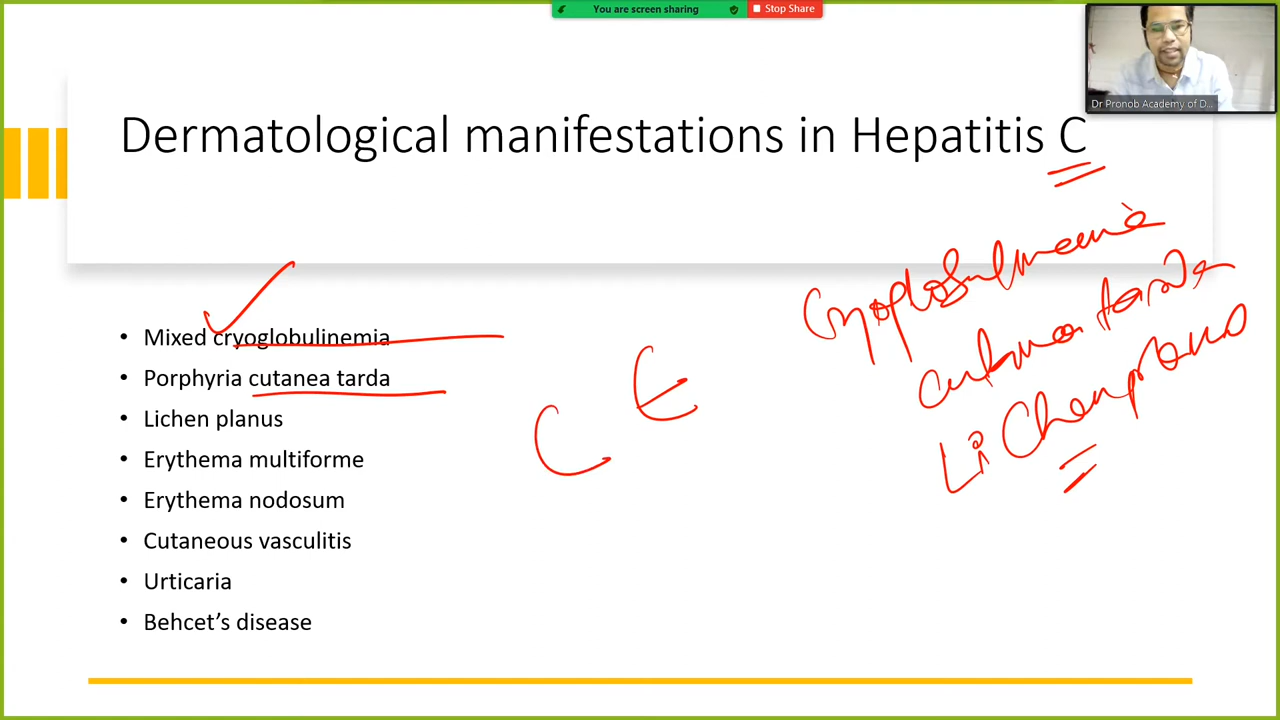 You are screen sharing
Stop Share
Dr Pronob Academy of D...
Dermatological manifestations in Hepatitis C
• Mixed cryoglobulinemia
• Porphyria cutanea tarda
• Lichen planus
• Erythema multiforme
• Erythema nodosum
• Cutaneous vasculitis
• Urticaria
• Behcet’s disease
C E
tarda